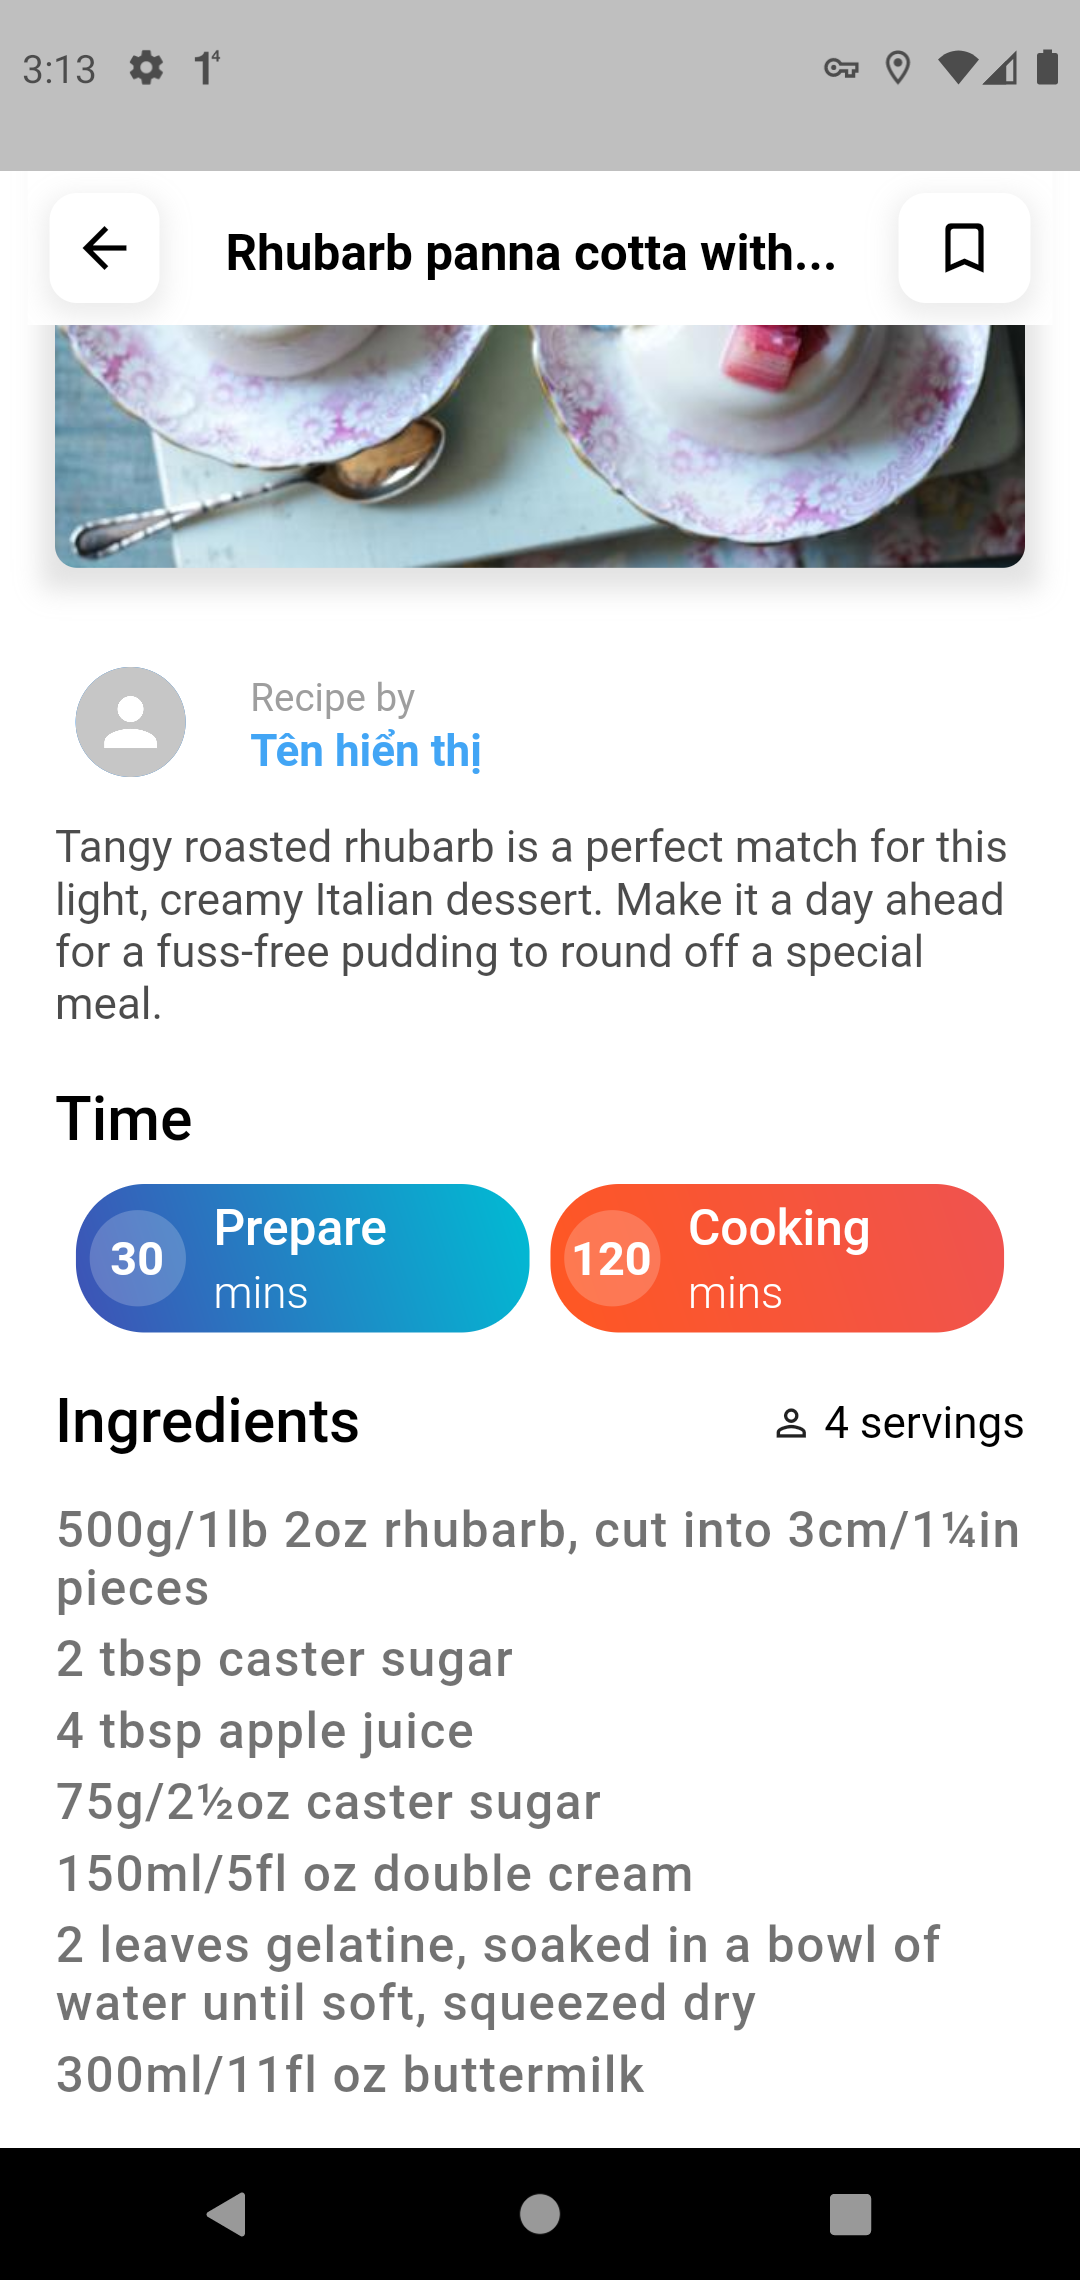 3:13
1⁴
Rhubarb panna cotta with...
Recipe by
Tên hiển thị
Tangy roasted rhubarb is a perfect match for this
light, creamy Italian dessert. Make it a day ahead
for a fuss-free pudding to round off a special
meal.
Time
30 Prepare
mins
120 Cooking
mins
Ingredients
4 servings
500g/1lb 2oz rhubarb, cut into 3cm/1¼in
pieces
2 tbsp caster sugar
4 tbsp apple juice
75g/2½oz caster sugar
150ml/5fl oz double cream
2 leaves gelatine, soaked in a bowl of
water until soft, squeezed dry
300ml/11fl oz buttermilk